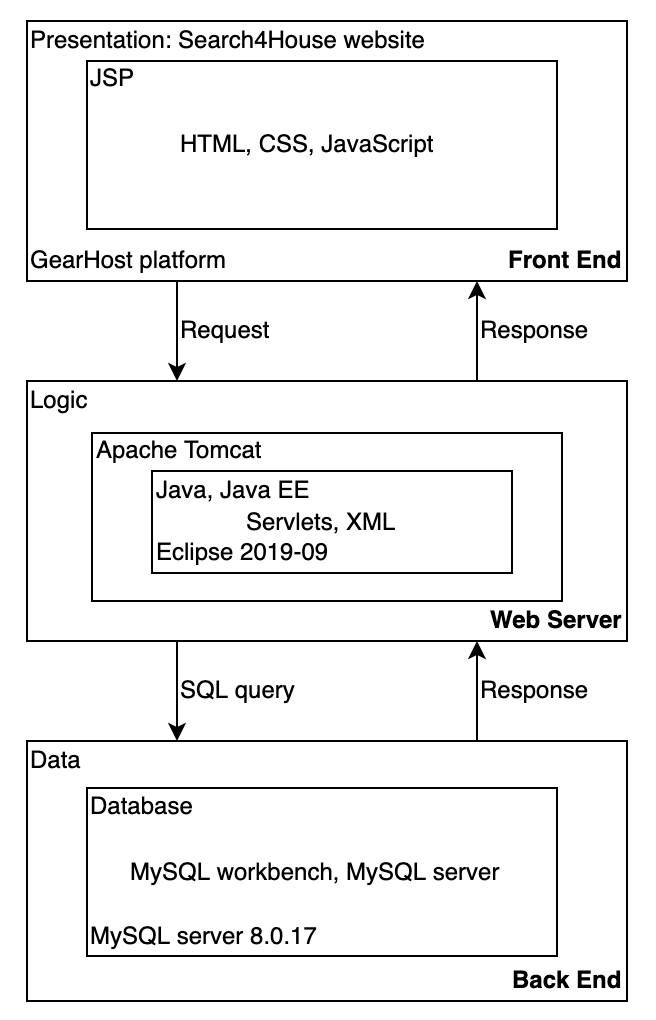 Presentation: Search4House website
JSP
HTML, CSS, JavaScript
GearHost platform
Front End
Request
Response
Logic
Apache Tomcat
Java, Java EE
Servlets, XML
Eclipse 2019-09
Web Server
SQL query
Response
Data
Database
MySQL workbench, MySQL server
MySQL server 8.0.17
Back End